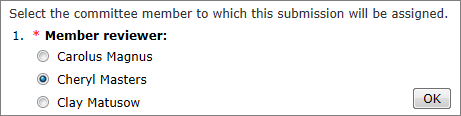 Select the committee member to which this submission will be assigned.
1. * Member reviewer:
Carolus Magnus
Cheryl Masters
Clay Matusow
OK